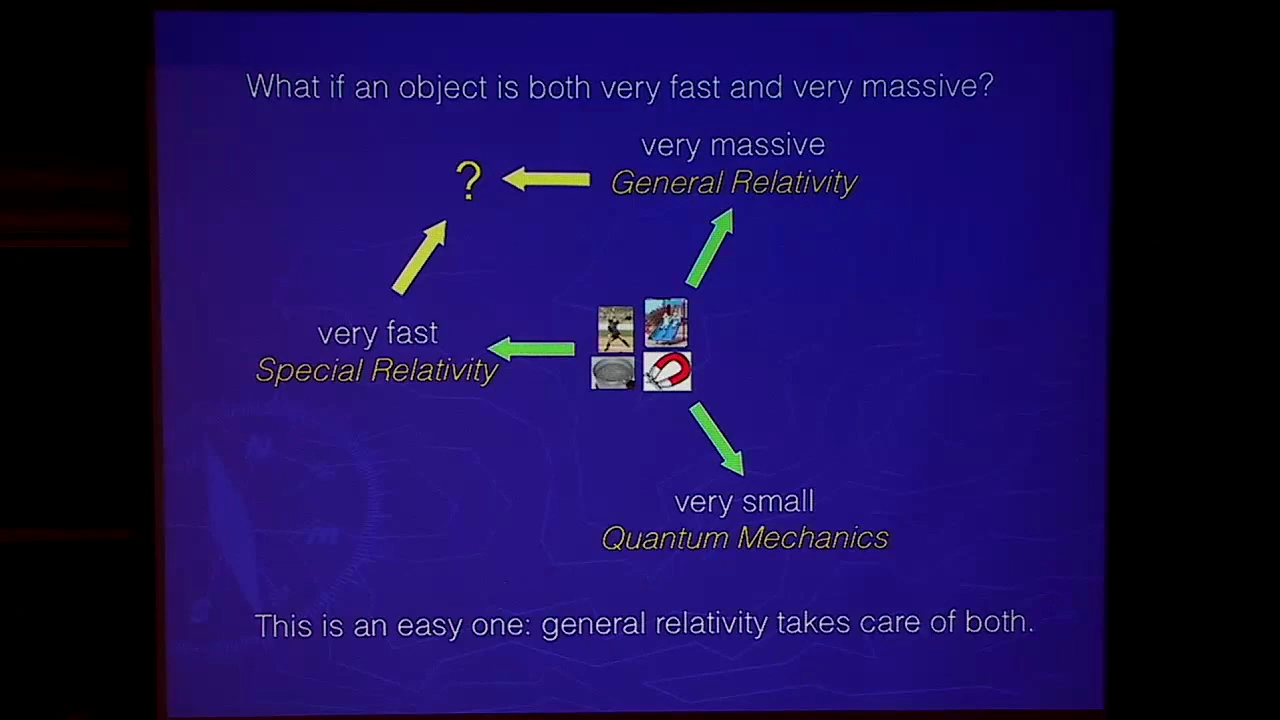 What if an object is both very fast and very massive?
very massive
?
General Relativity
very fast
Special Relativity
very small
Quantum Mechanics
This is an easy one: general relativity takes care of both.